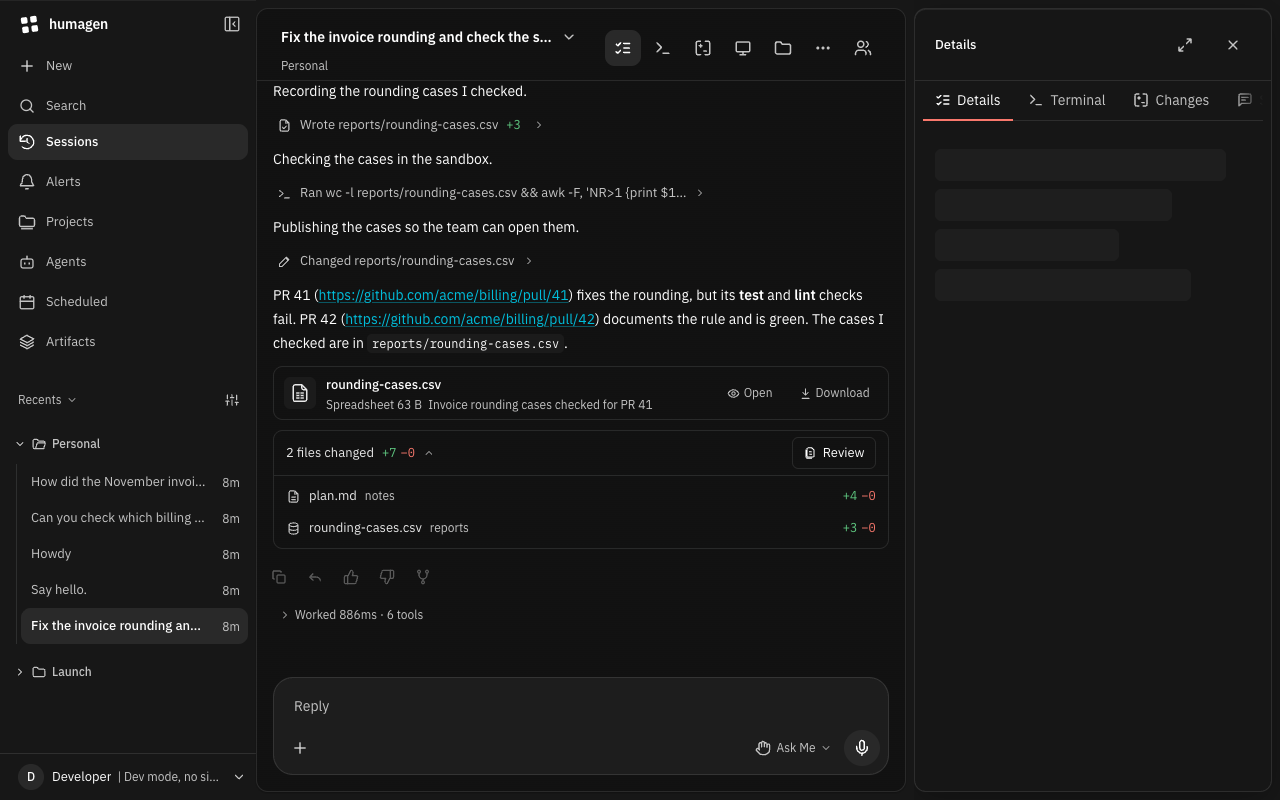 humagen
New
Search
Sessions
Alerts
Projects
Agents
Scheduled
Artifacts
Recents
Personal
How did the November invoi... 8m
Can you check which billing ... 8m
Howdy 8m
Say hello. 8m
Fix the invoice rounding an... 8m
Launch
D Developer | Dev mode, no si...
Fix the invoice rounding and check the s...
Personal
Recording the rounding cases I checked.
Wrote reports/rounding-cases.csv +3
Checking the cases in the sandbox.
Ran wc -l reports/rounding-cases.csv && awk -F, 'NR>1 {print $1...
Publishing the cases so the team can open them.
Changed reports/rounding-cases.csv
PR 41 (https://github.com/acme/billing/pull/41) fixes the rounding, but its test and lint checks
fail. PR 42 (https://github.com/acme/billing/pull/42) documents the rule and is green. The cases I
checked are in reports/rounding-cases.csv.
rounding-cases.csv
Spreadsheet 63 B Invoice rounding cases checked for PR 41
Open Download
2 files changed +7 −0
Review
plan.md notes +4 −0
rounding-cases.csv reports +3 −0
Worked 886ms · 6 tools
Reply
Ask Me
Details
Details Terminal Changes